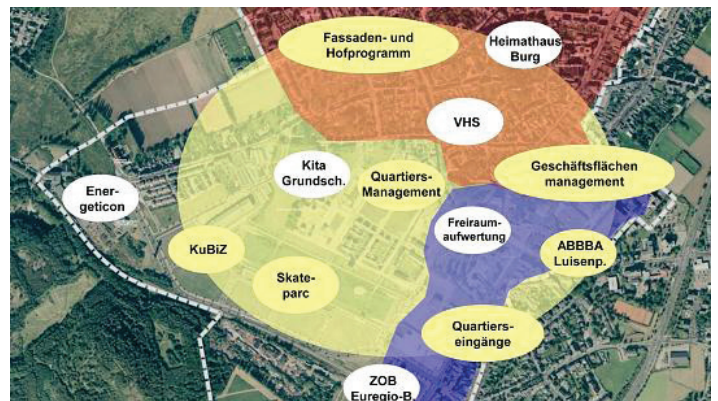 Fassaden- und
Hofprogramm
Heimathaus
Burg
VHS
Kita
Grundsch.
Quartiers-
Management
Geschäftsflächen
management
Ener-
geticon
Freiraum-
aufwertung
KuBiZ
ABBBA
Luisenp.
Skate-
parc
Quartiers-
eingänge
ZOB
Euregio-B.